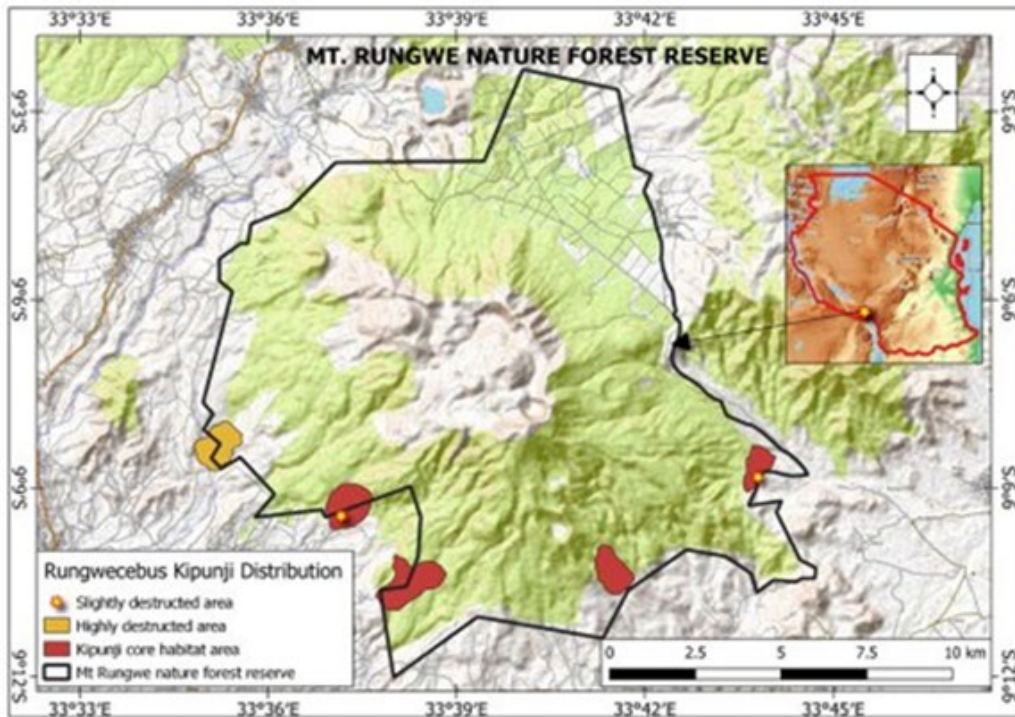 33°33'E 33°36'E 33°39'E 33°42'E 33°45'E
MT. RUNGWE NATURE FOREST RESERVE
9°3'S 9°3'S
9°6'S 9°6'S
9°9'S 9°9'S
Rungwecebus Kipunji Distribution
Slightly destructed area
Highly destructed area
Kipunji core habitat area
Mt Rungwe nature forest reserve
0 2.5 5 7.5 10 km
9°12'S 9°12'S
33°33'E 33°36'E 33°39'E 33°42'E 33°45'E